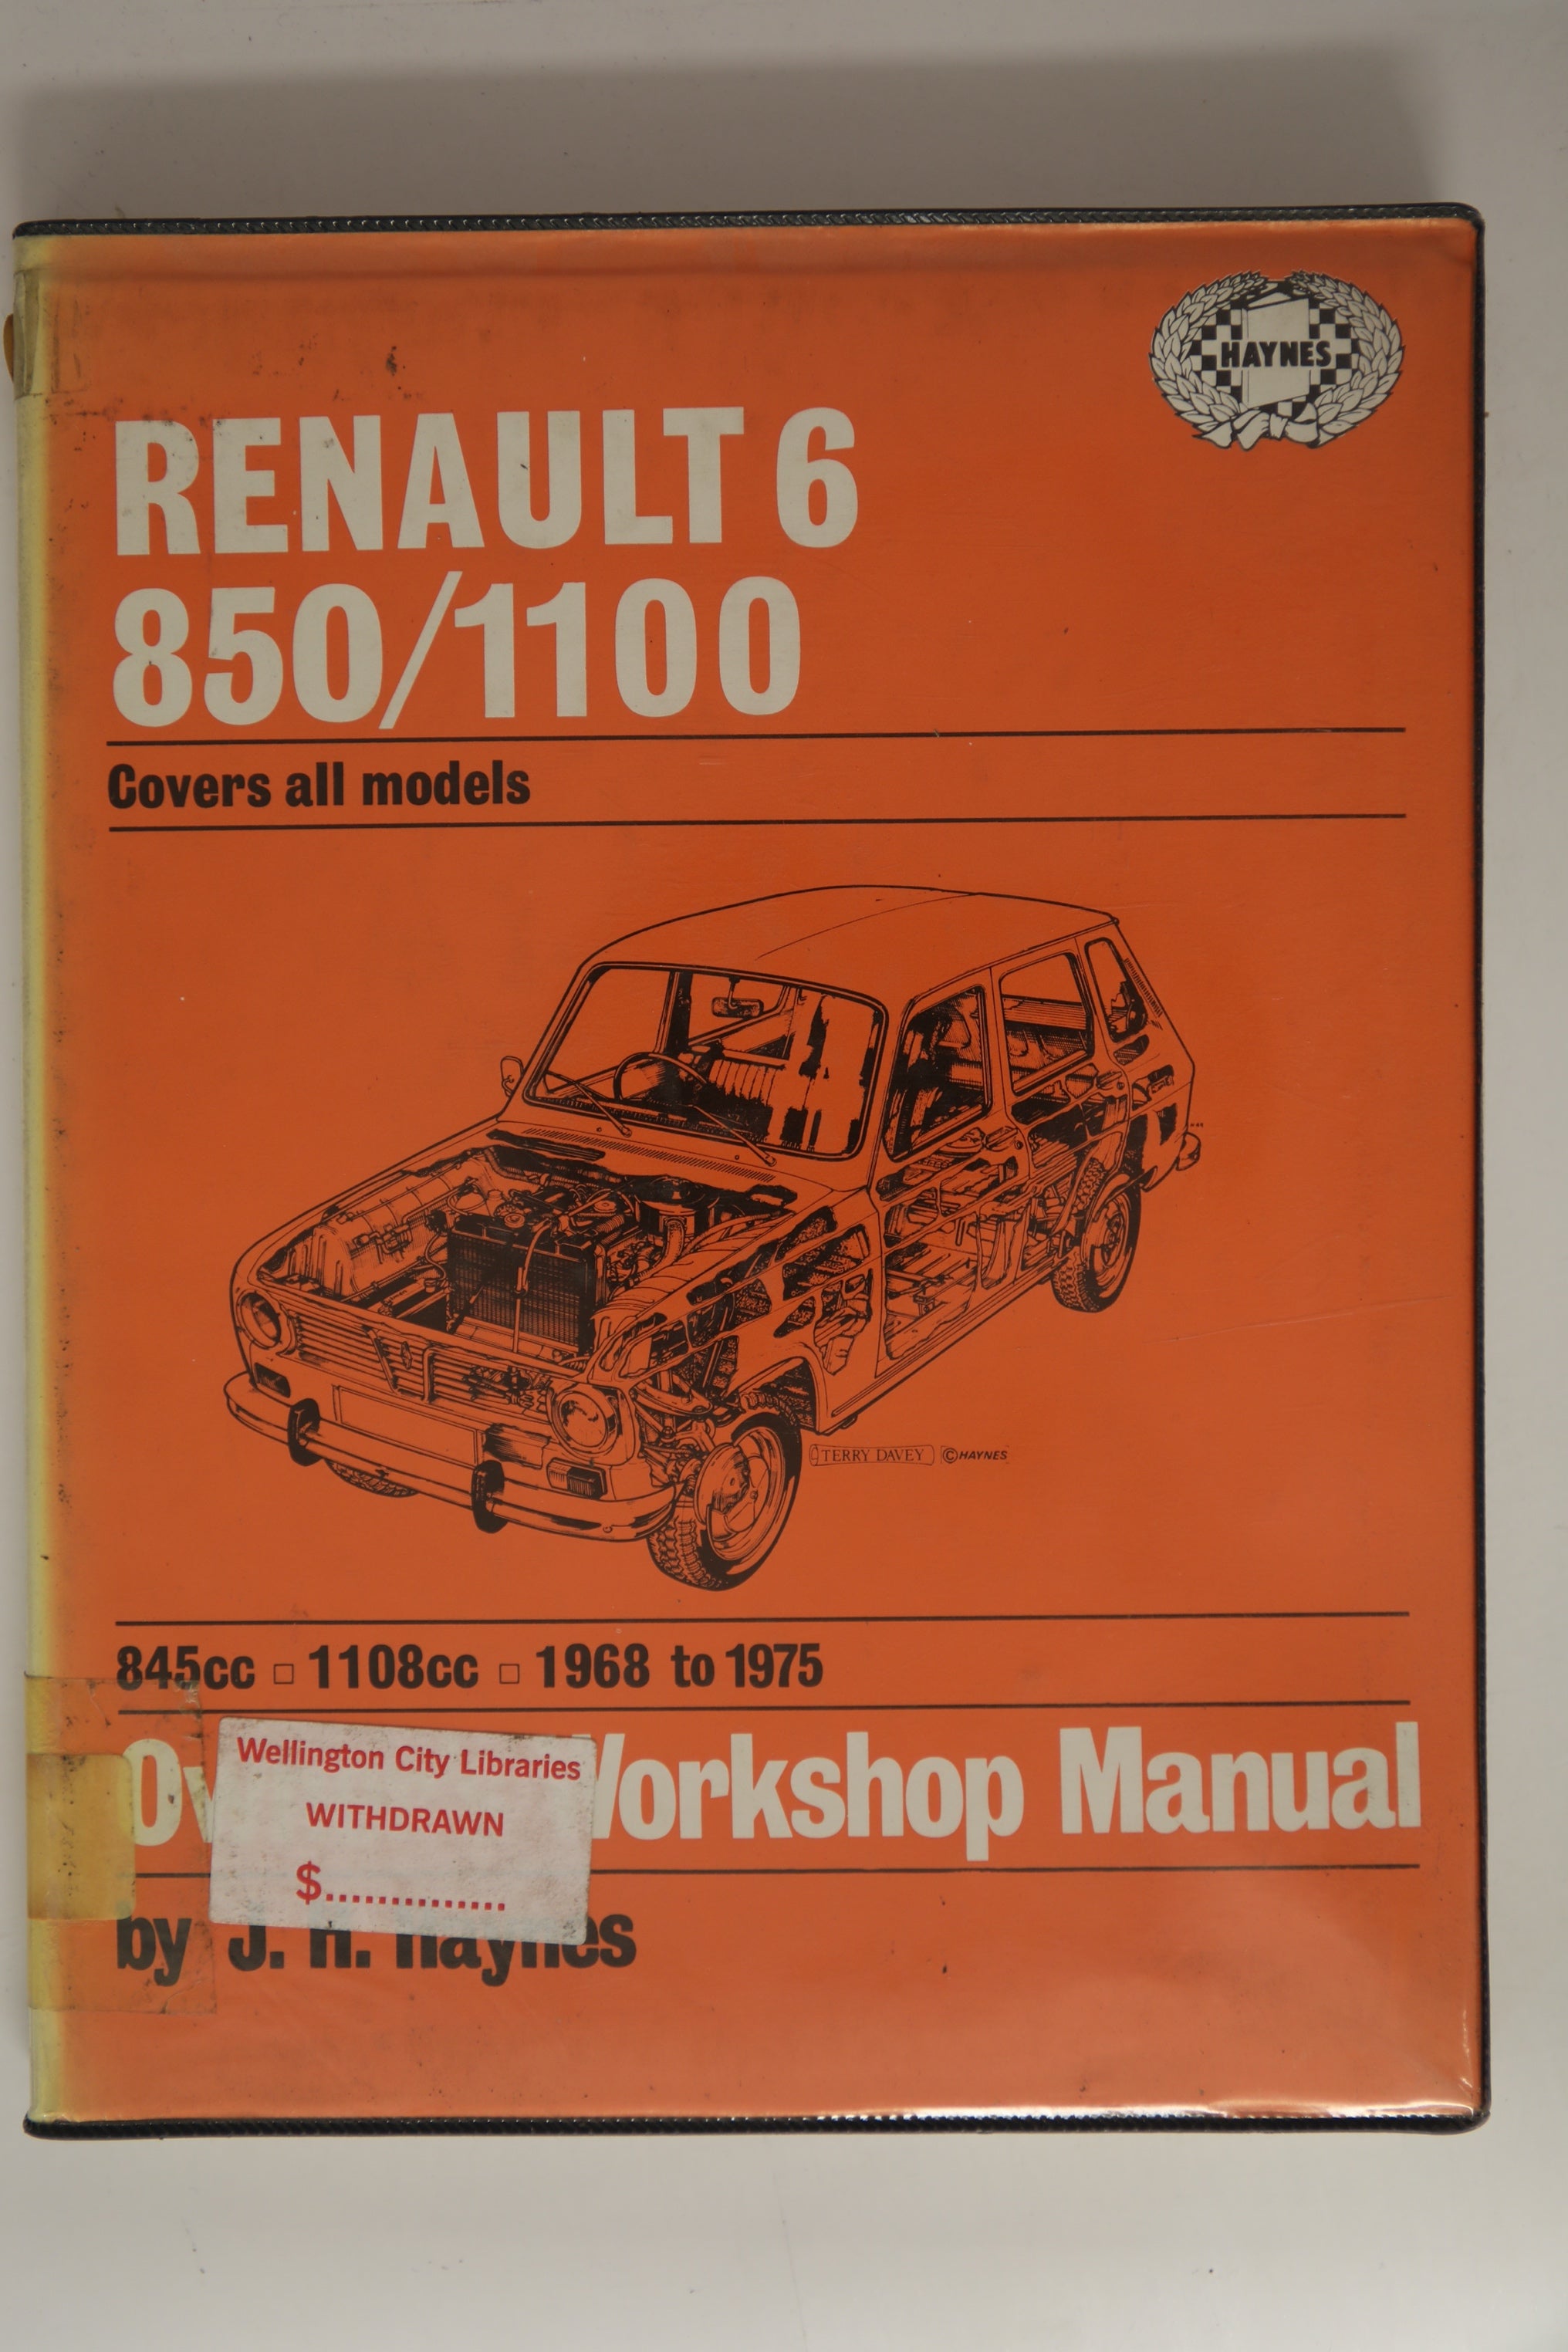 HAYNES
RENAULT 6
850/1100
Covers all models
TERRY DAVEY © HAYNES
845cc □ 1108cc □ 1968 to 1975
Workshop Manual
Wellington City Libraries
WITHDRAWN
$...............
by J. H. Haynes